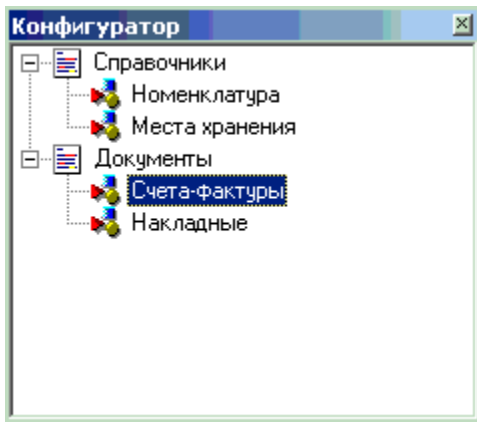 Конфигуратор
Справочники
Номенклатура
Места хранения
Документы
Счета-фактуры
Накладные